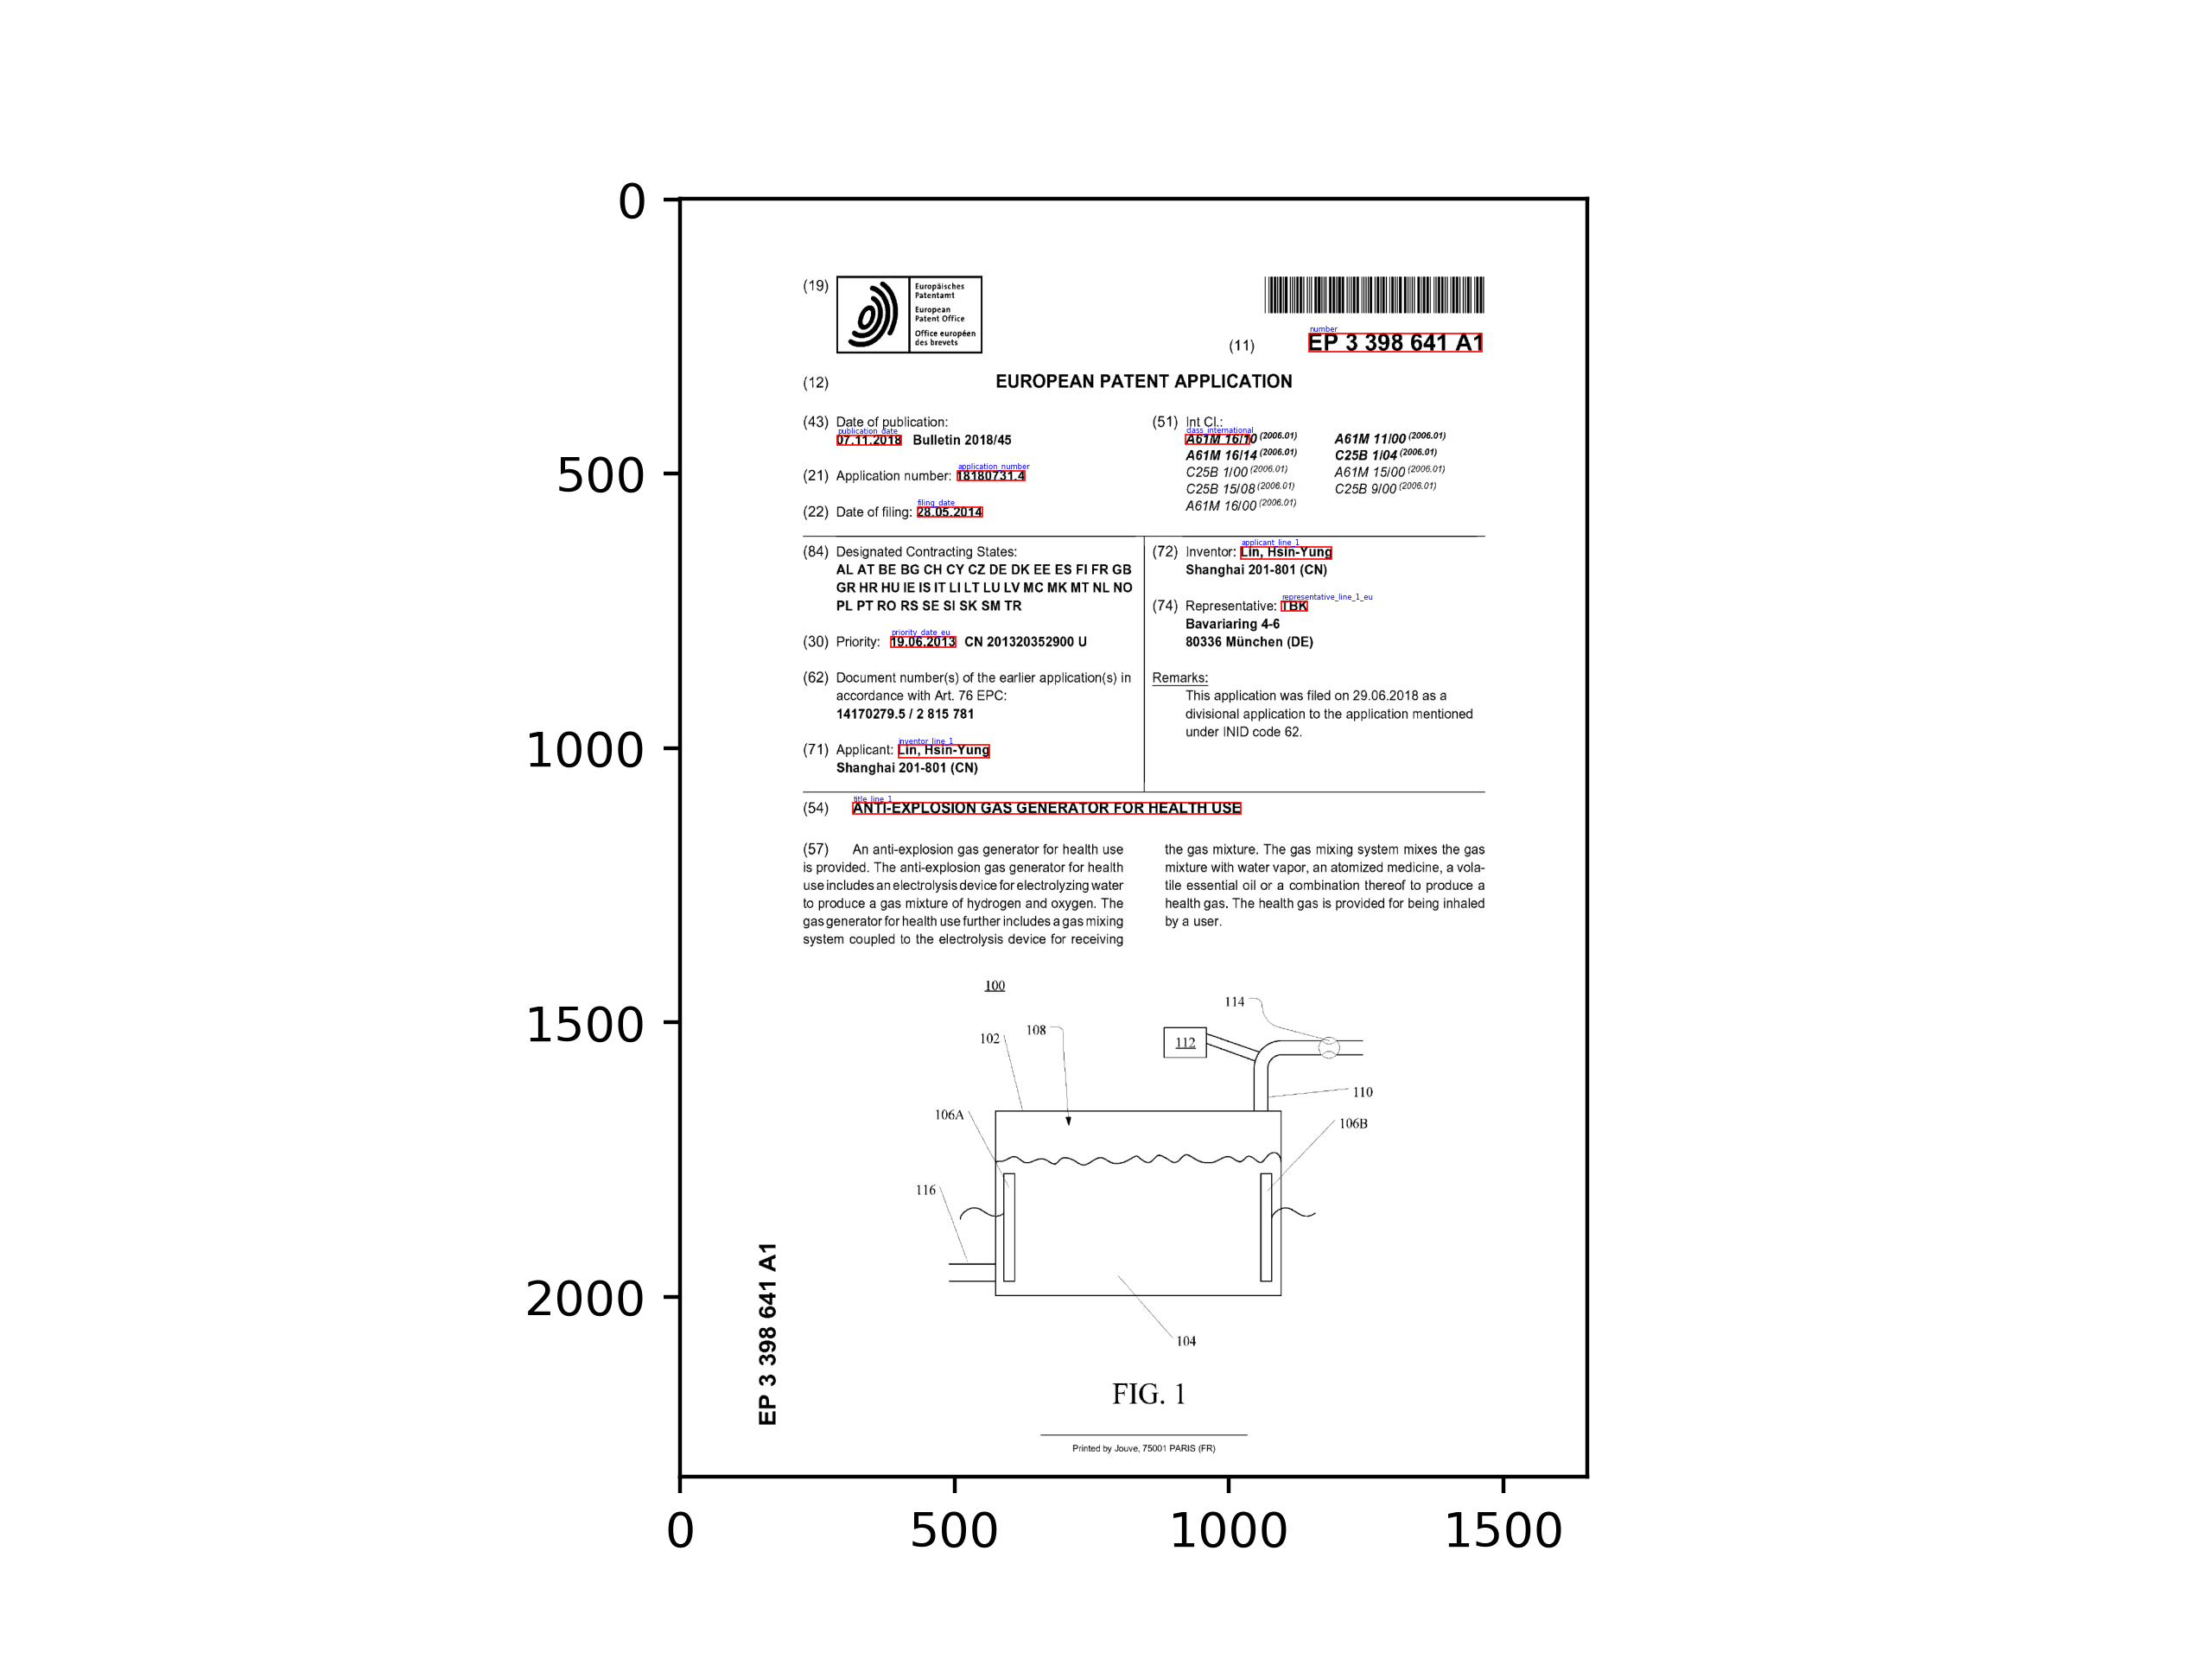 0
500
1000
1500
2000
0
500
1000
1500
(19)
Europäisches
Patentamt
European
Patent Office
Office européen
des brevets
number
(11)
EP 3 398 641 A1
(12)
EUROPEAN PATENT APPLICATION
(43) Date of publication:
publication_date
07.11.2018 Bulletin 2018/45
(21) Application number: 18180731.4
application_number
(22) Date of filing: 28.05.2014
filing_date
(51) Int Cl.:
class_international
A61M 16/10 (2006.01) A61M 11/00 (2006.01)
A61M 16/14 (2006.01) C25B 1/04 (2006.01)
C25B 1/00 (2006.01) A61M 15/00 (2006.01)
C25B 15/08 (2006.01) C25B 9/00 (2006.01)
A61M 16/00 (2006.01)
(84) Designated Contracting States:
AL AT BE BG CH CY CZ DE DK EE ES FI FR GB
GR HR HU IE IS IT LI LT LU LV MC MK MT NL NO
PL PT RO RS SE SI SK SM TR
priority_date_eu
(30) Priority: 19.06.2013 CN 201320352900 U
(62) Document number(s) of the earlier application(s) in
accordance with Art. 76 EPC:
14170279.5 / 2 815 781
inventor_line_1
(71) Applicant: Lin, Hsin-Yung
Shanghai 201-801 (CN)
applicant_line_1
(72) Inventor: Lin, Hsin-Yung
Shanghai 201-801 (CN)
representative_line_1_eu
(74) Representative: TBK
Bavariaring 4-6
80336 München (DE)
Remarks:
This application was filed on 29.06.2018 as a
divisional application to the application mentioned
under INID code 62.
title_line_1
(54) ANTI-EXPLOSION GAS GENERATOR FOR HEALTH USE
(57) An anti-explosion gas generator for health use
is provided. The anti-explosion gas generator for health
use includes an electrolysis device for electrolyzing water
to produce a gas mixture of hydrogen and oxygen. The
gas generator for health use further includes a gas mixing
system coupled to the electrolysis device for receiving
the gas mixture. The gas mixing system mixes the gas
mixture with water vapor, an atomized medicine, a vola-
tile essential oil or a combination thereof to produce a
health gas. The health gas is provided for being inhaled
by a user.
100
114
108
102
112
110
106A
106B
116
104
FIG. 1
EP 3 398 641 A1
Printed by Jouve, 75001 PARIS (FR)